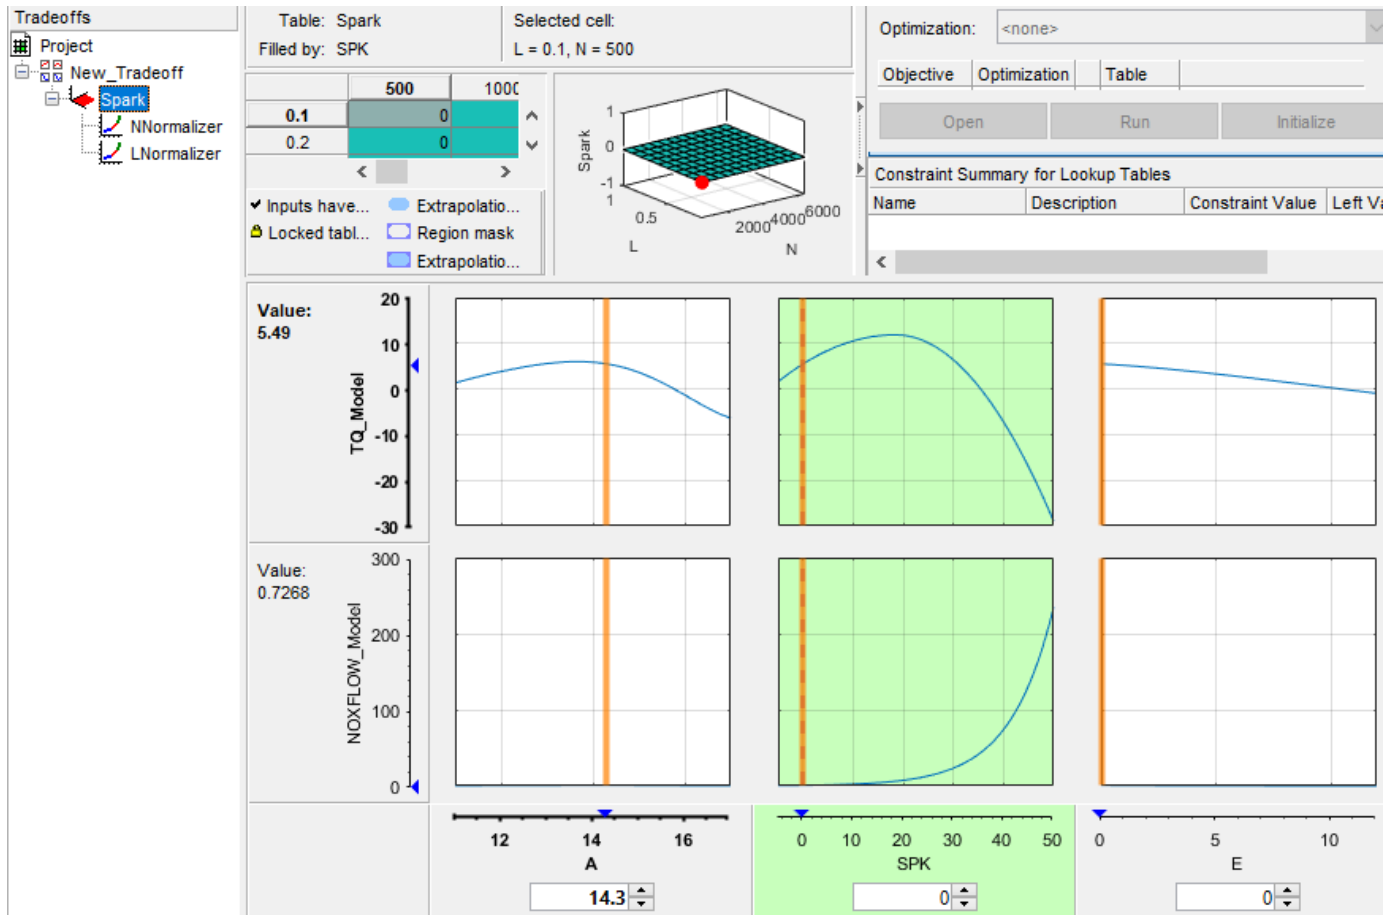 Tradeoffs
Project
New_Tradeoff
Spark
NNormalizer
LNormalizer
Table: Spark
Filled by: SPK
Selected cell:
L = 0.1, N = 500
500 1000
0.1 0
0.2 0
Inputs have...
Extrapolatio...
Locked tabl...
Region mask
Extrapolatio...
Spark
1
0
-1
1
0.5
L
2000 4000 6000
N
Optimization: <none>
Objective Optimization Table
Open Run Initialize
Constraint Summary for Lookup Tables
Name Description Constraint Value Left Va
Value:
5.49
TQ_Model
20
10
0
-10
-20
-30
Value:
0.7268
NOXFLOW_Model
300
200
100
0
12 14 16
A
14.3
0 10 20 30 40 50
SPK
0
0 5 10
E
0